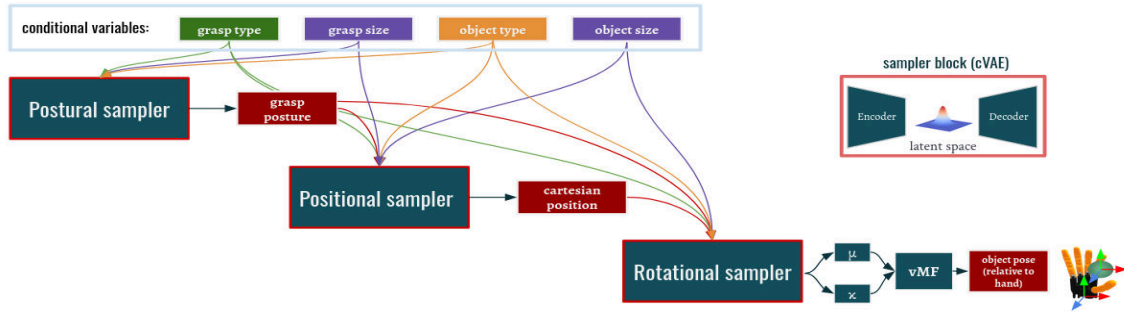 conditional variables:
grasp type
grasp size
object type
object size
sampler block (cVAE)
Encoder
Decoder
latent space
Postural sampler
grasp
posture
Positional sampler
cartesian
position
Rotational sampler
μ
ϰ
vMF
object pose
(relative to
hand)